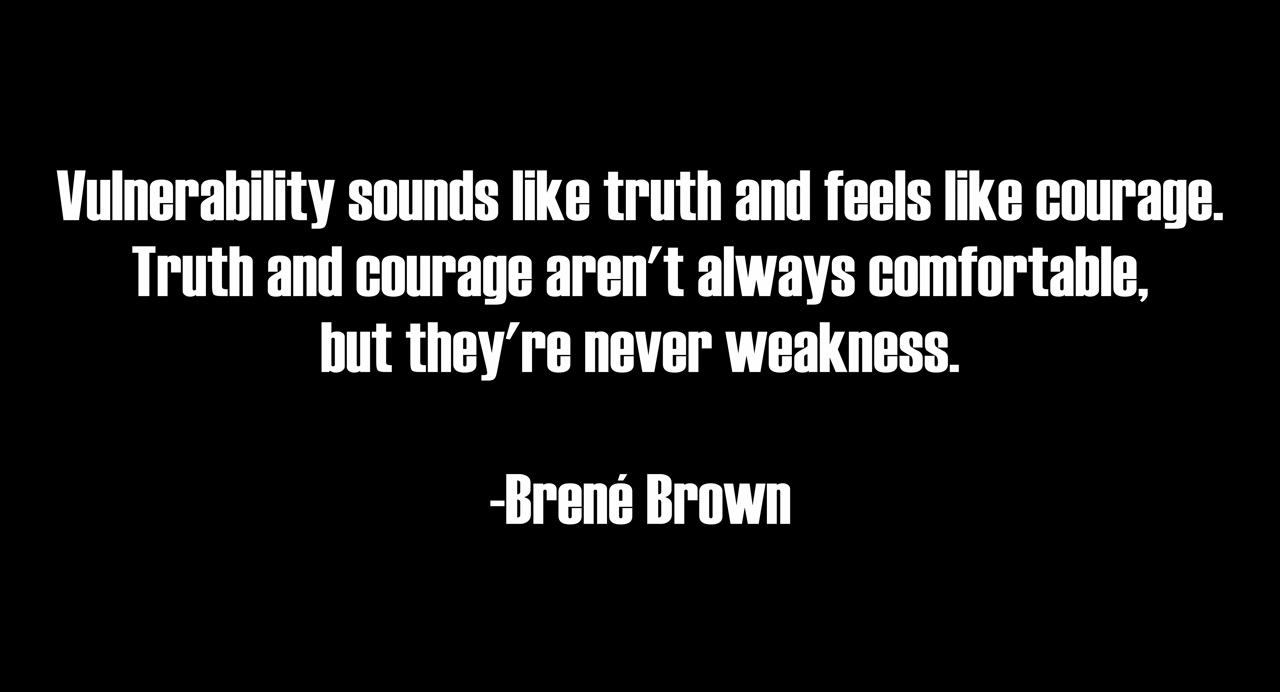 Vulnerability sounds like truth and feels like courage.
Truth and courage aren't always comfortable,
but they're never weakness.
-Brené Brown